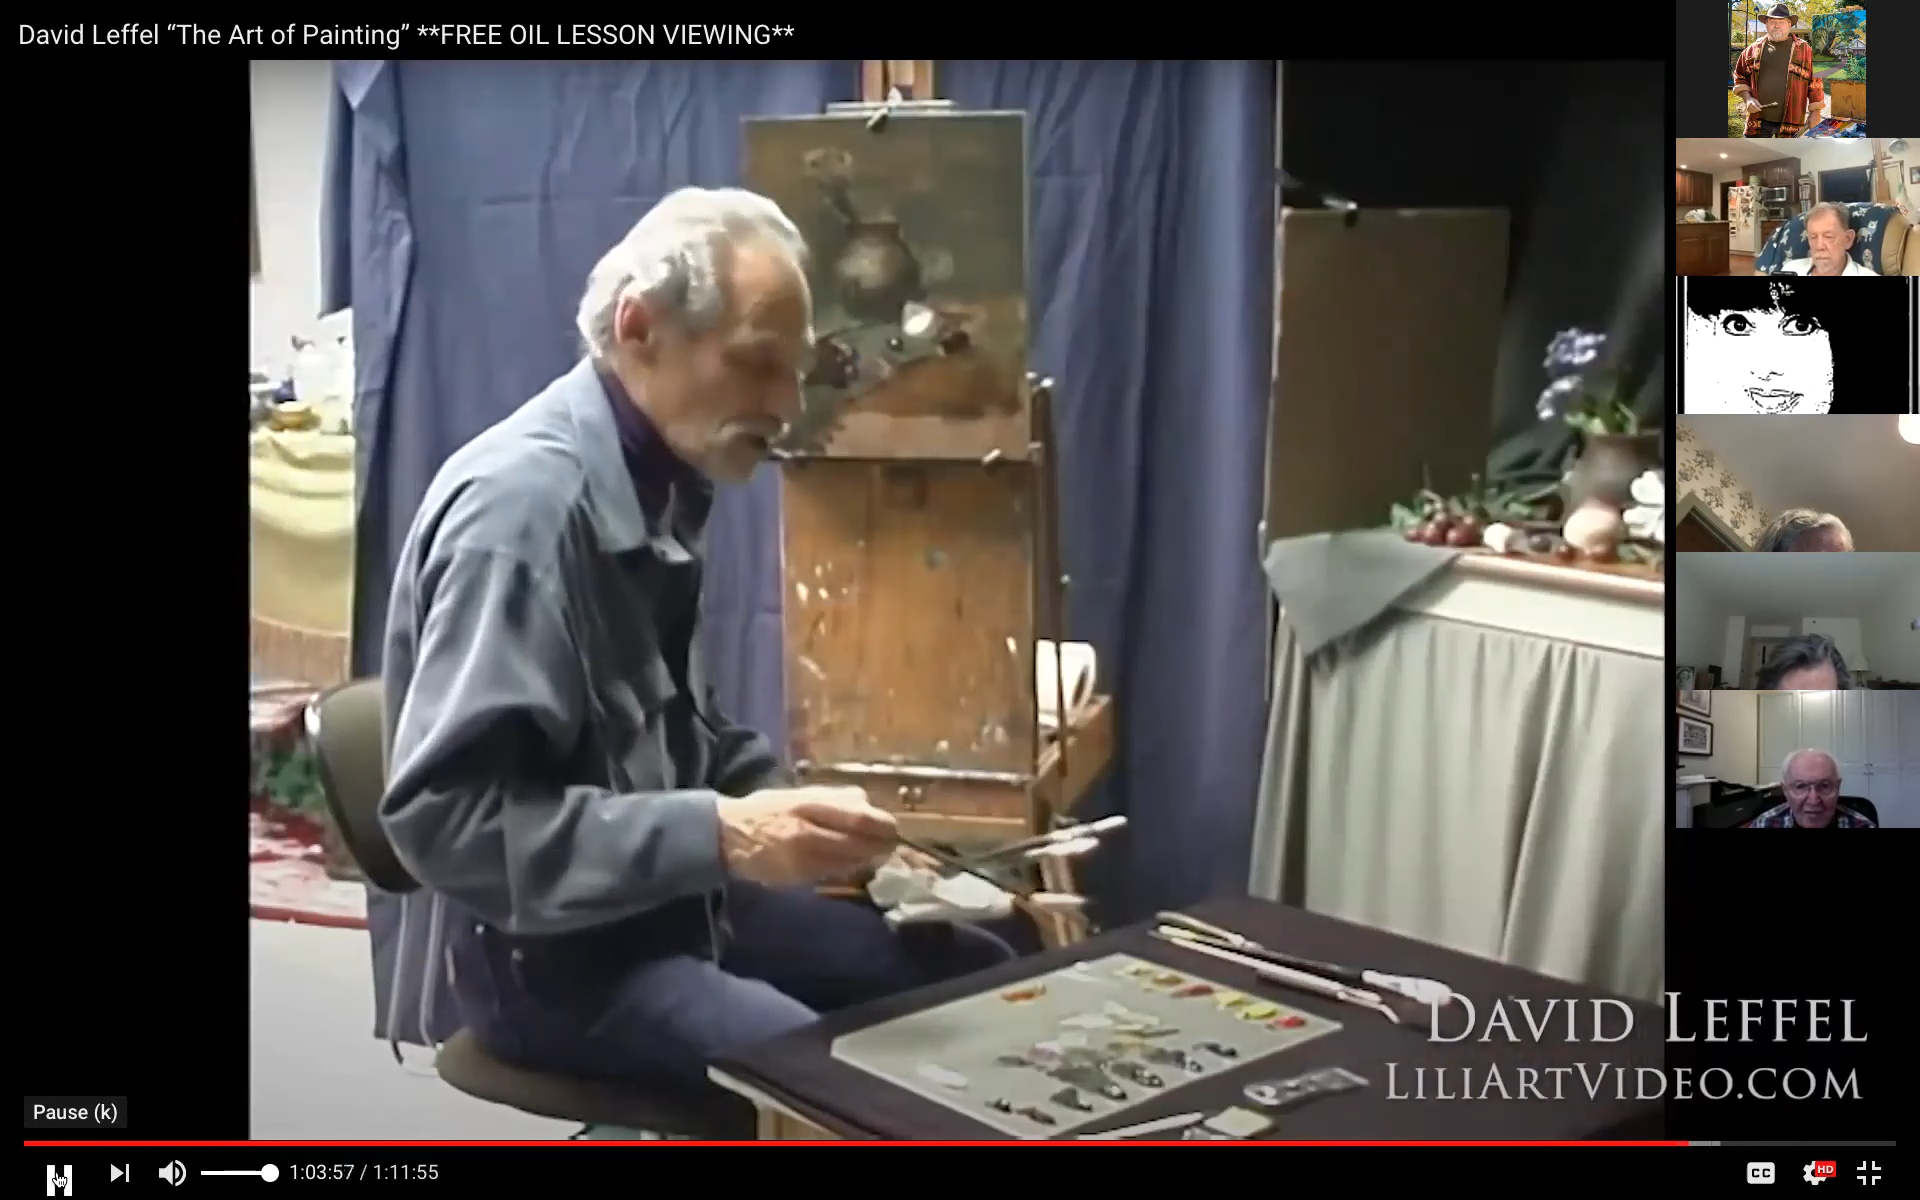 David Leffel “The Art of Painting” **FREE OIL LESSON VIEWING**
DAVID LEFFEL
LILIARTVIDEO.COM
Pause (k)
1:03:57 / 1:11:55
CC
HD